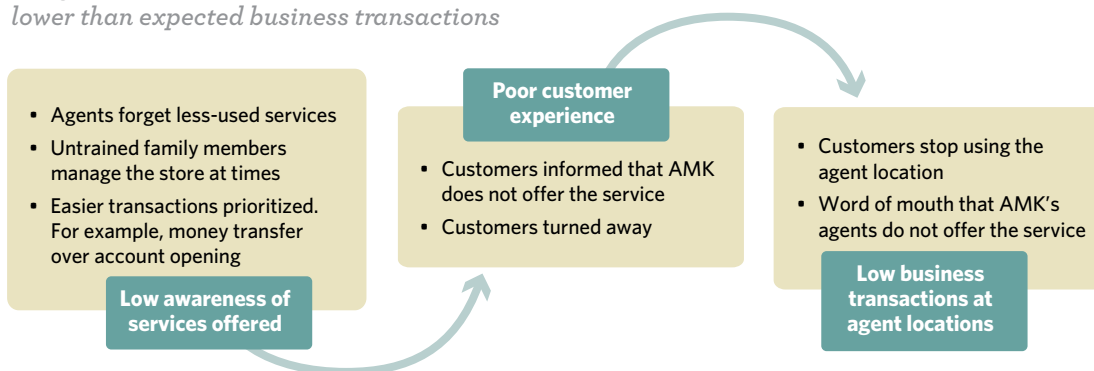 lower than expected business transactions
• Agents forget less-used services
• Untrained family members
manage the store at times
• Easier transactions prioritized.
For example, money transfer
over account opening
Low awareness of
services offered
Poor customer
experience
• Customers informed that AMK
does not offer the service
• Customers turned away
• Customers stop using the
agent location
• Word of mouth that AMK's
agents do not offer the service
Low business
transactions at
agent locations